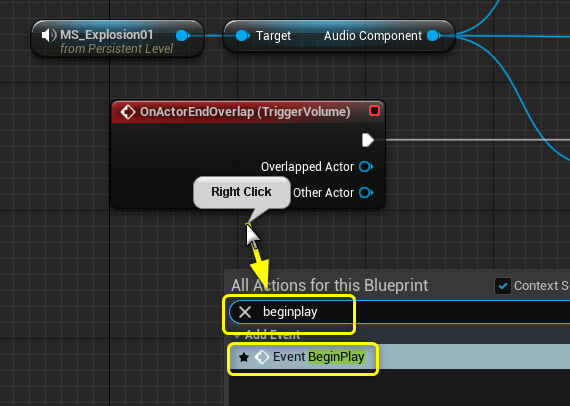 MS_Explosion01
from Persistent Level
Target
Audio Component
OnActorEndOverlap (TriggerVolume)
Overlapped Actor
Other Actor
Right Click
All Actions for this Blueprint
Context S
beginplay
Add Event
Event BeginPlay